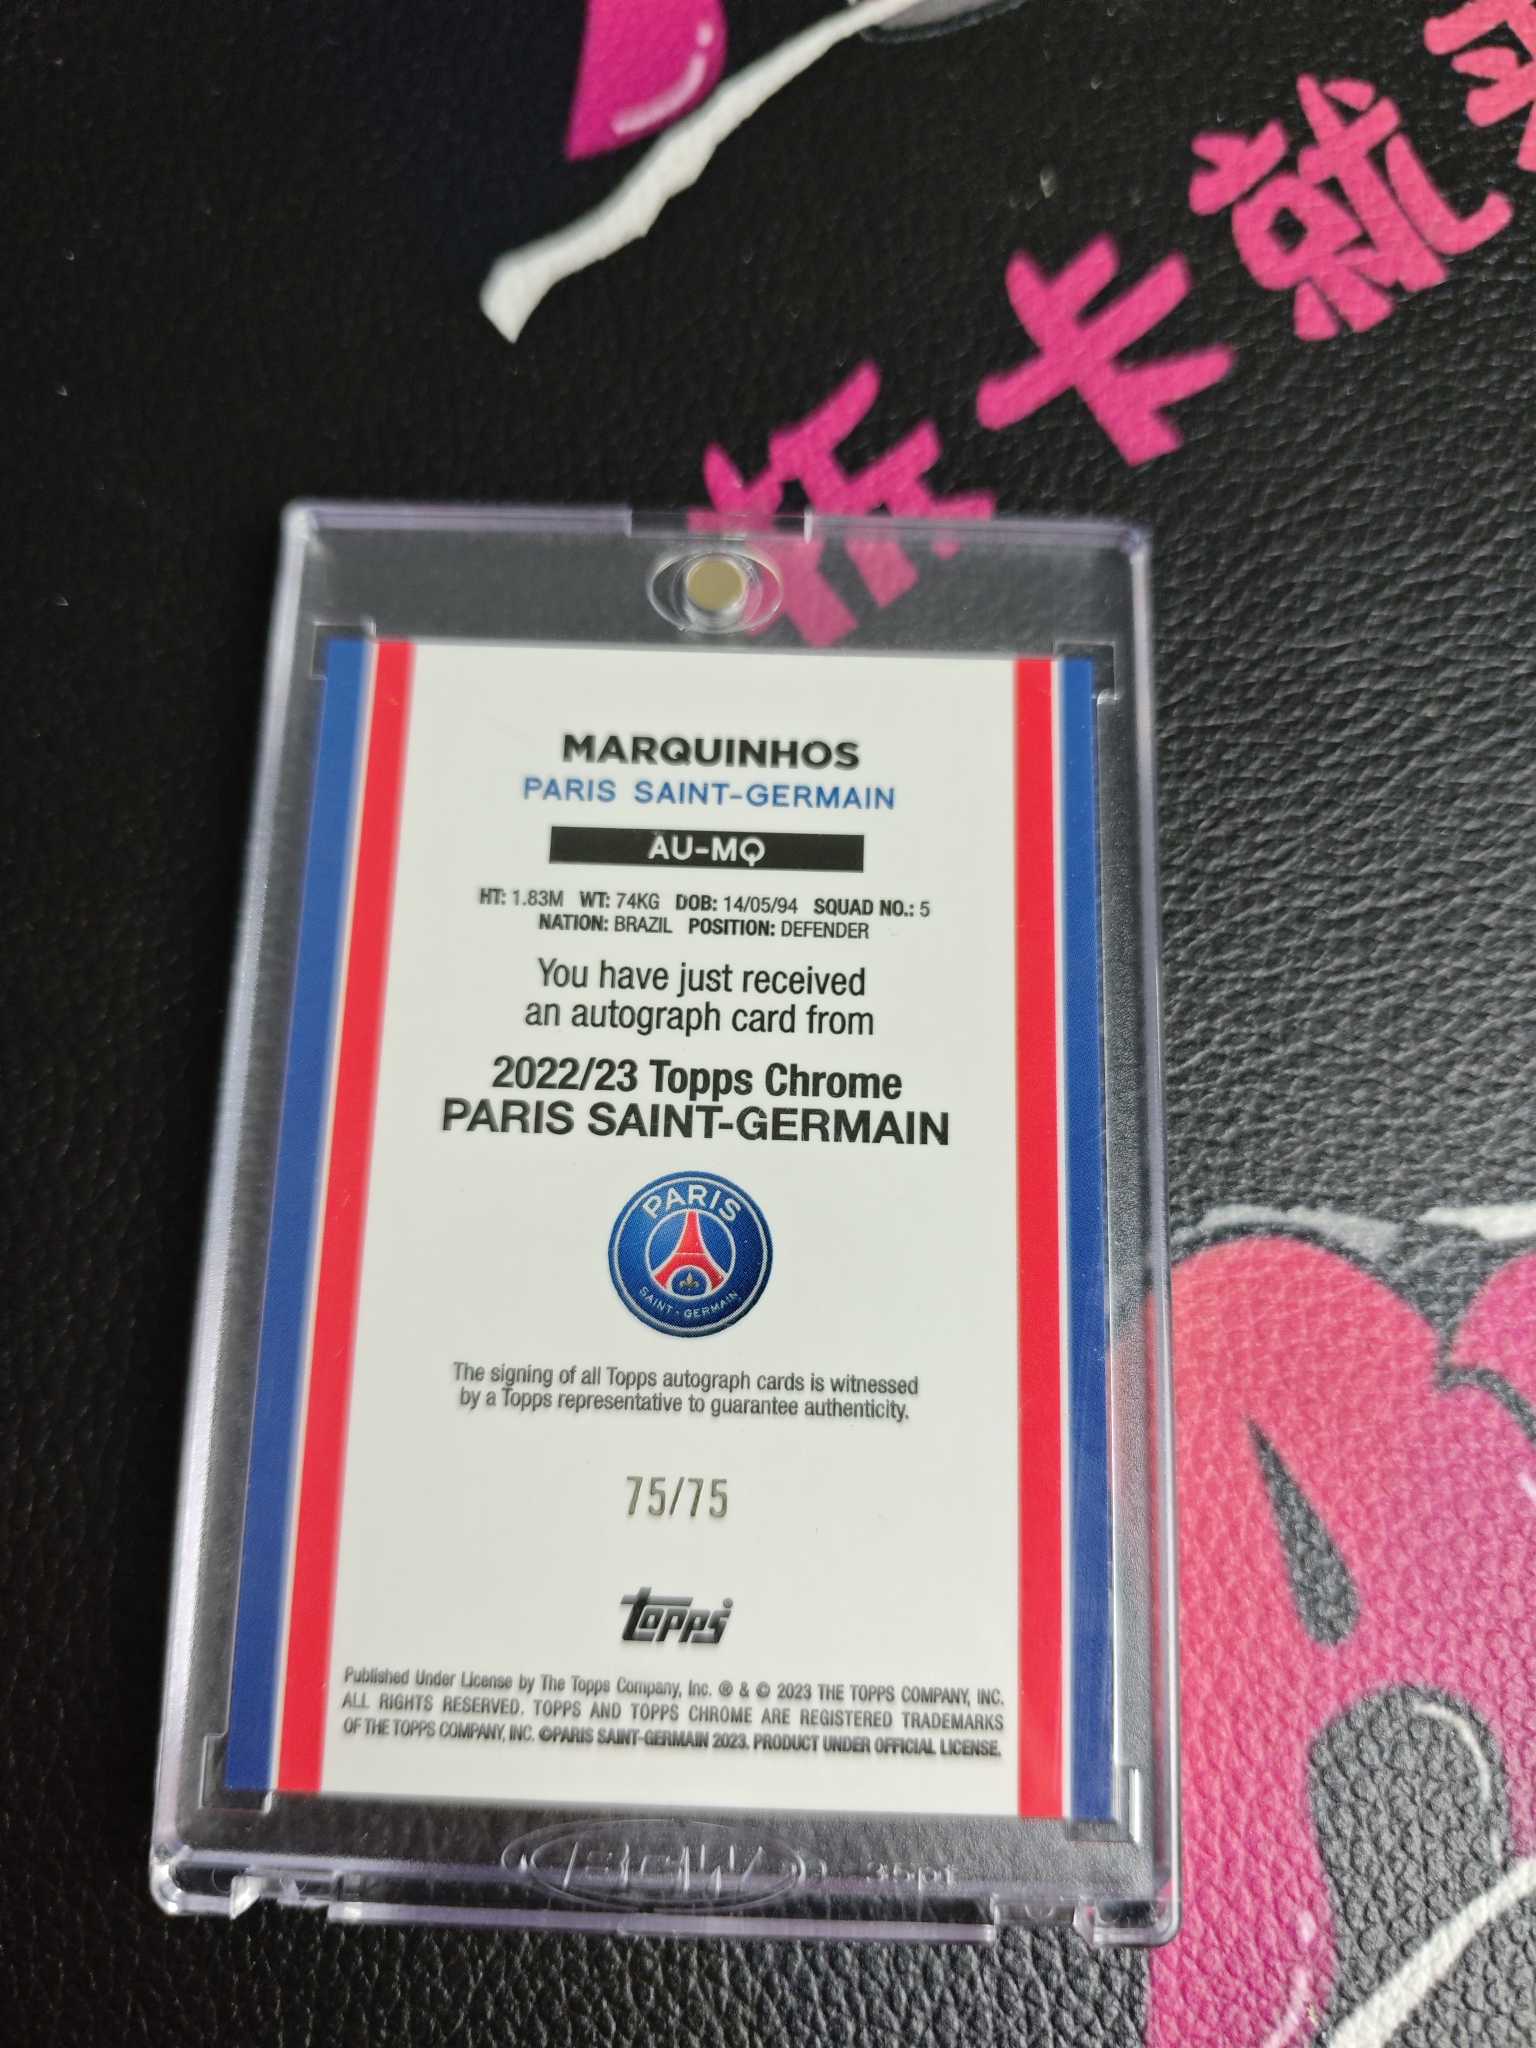 拆卡就
MARQUINHOS
PARIS SAINT-GERMAIN
AU-MQ
HT: 1.83M WT: 74KG DOB: 14/05/94 SQUAD NO.: 5
NATION: BRAZIL POSITION: DEFENDER
You have just received
an autograph card from
2022/23 Topps Chrome
PARIS SAINT-GERMAIN
PARIS
SAINT-GERMAIN
The signing of all Topps autograph cards is witnessed
by a Topps representative to guarantee authenticity.
75/75
topps
Published Under License by The Topps Company, Inc. ® & © 2023 THE TOPPS COMPANY, INC.
ALL RIGHTS RESERVED. TOPPS AND TOPPS CHROME ARE REGISTERED TRADEMARKS
OF THE TOPPS COMPANY, INC. ©PARIS SAINT-GERMAIN 2023. PRODUCT UNDER OFFICIAL LICENSE.
BCW 35pt